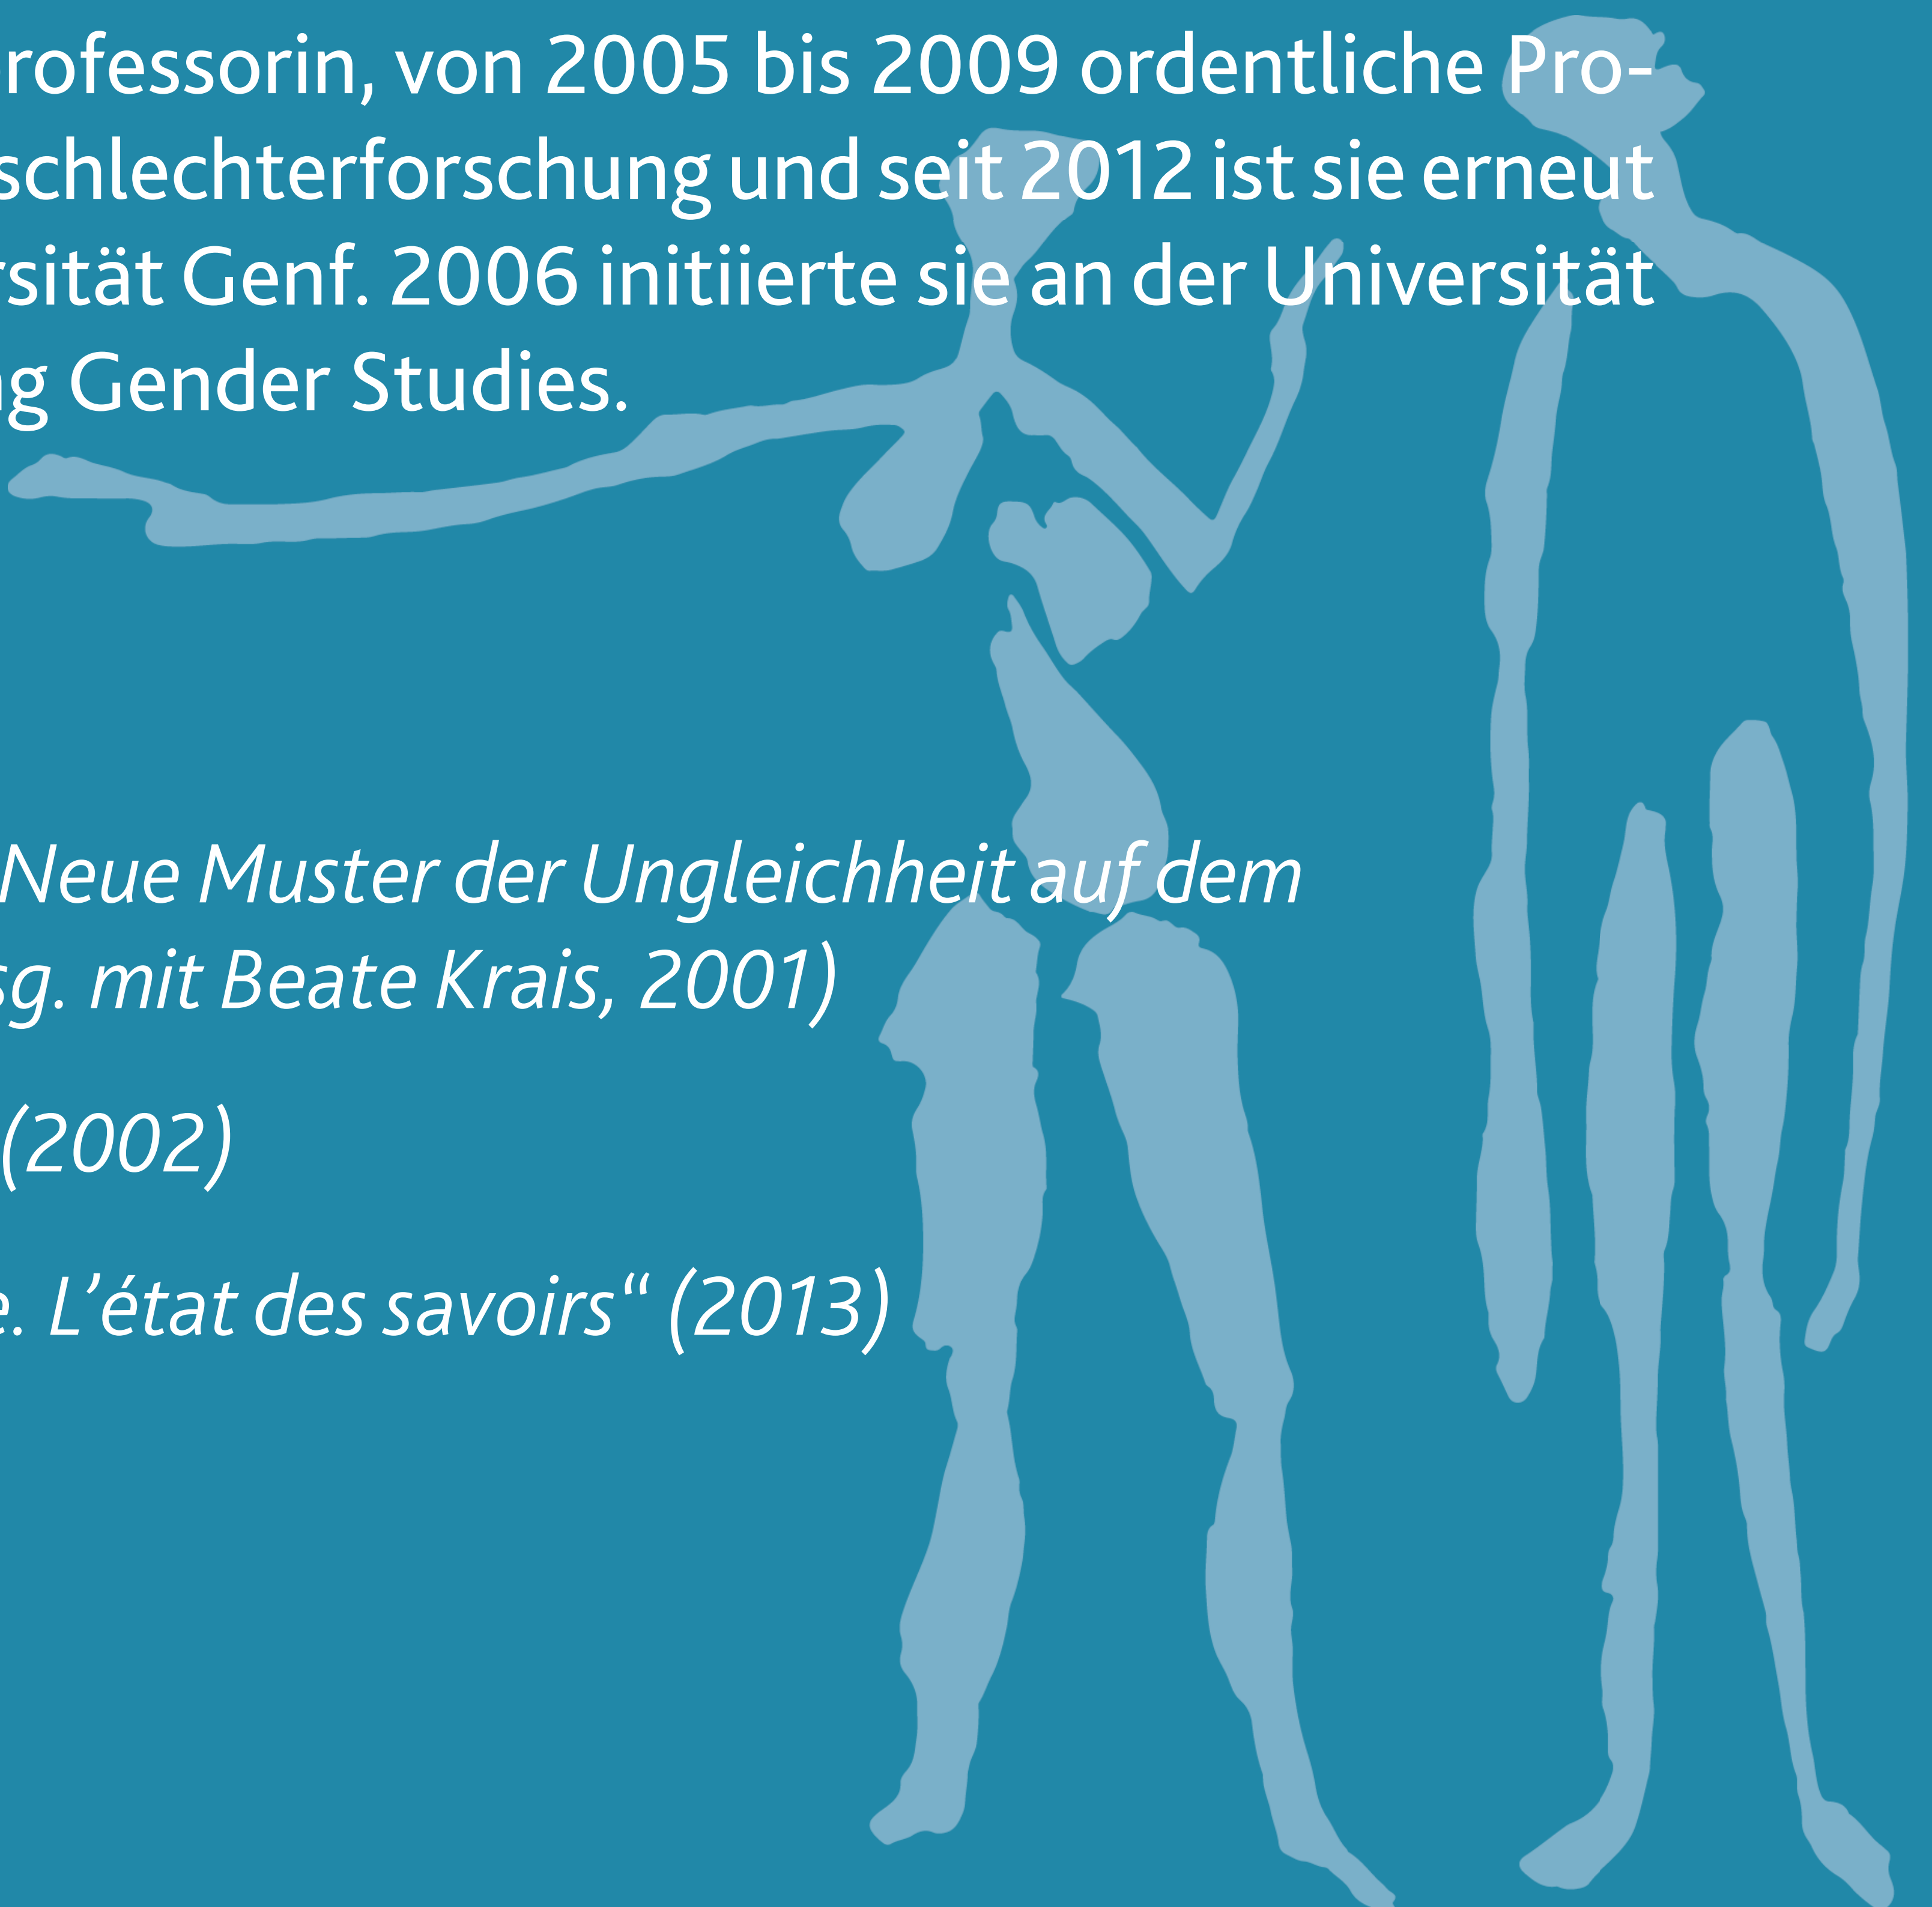 rofessorin, von 2005 bis 2009 ordentliche Pro-
schlechterforschung und seit 2012 ist sie erneut
sität Genf. 2006 initiierte sie an der Universität
g Gender Studies.
Neue Muster der Ungleichheit auf dem
sg. mit Beate Krais, 2001)
(2002)
e. L’état des savoirs“ (2013)